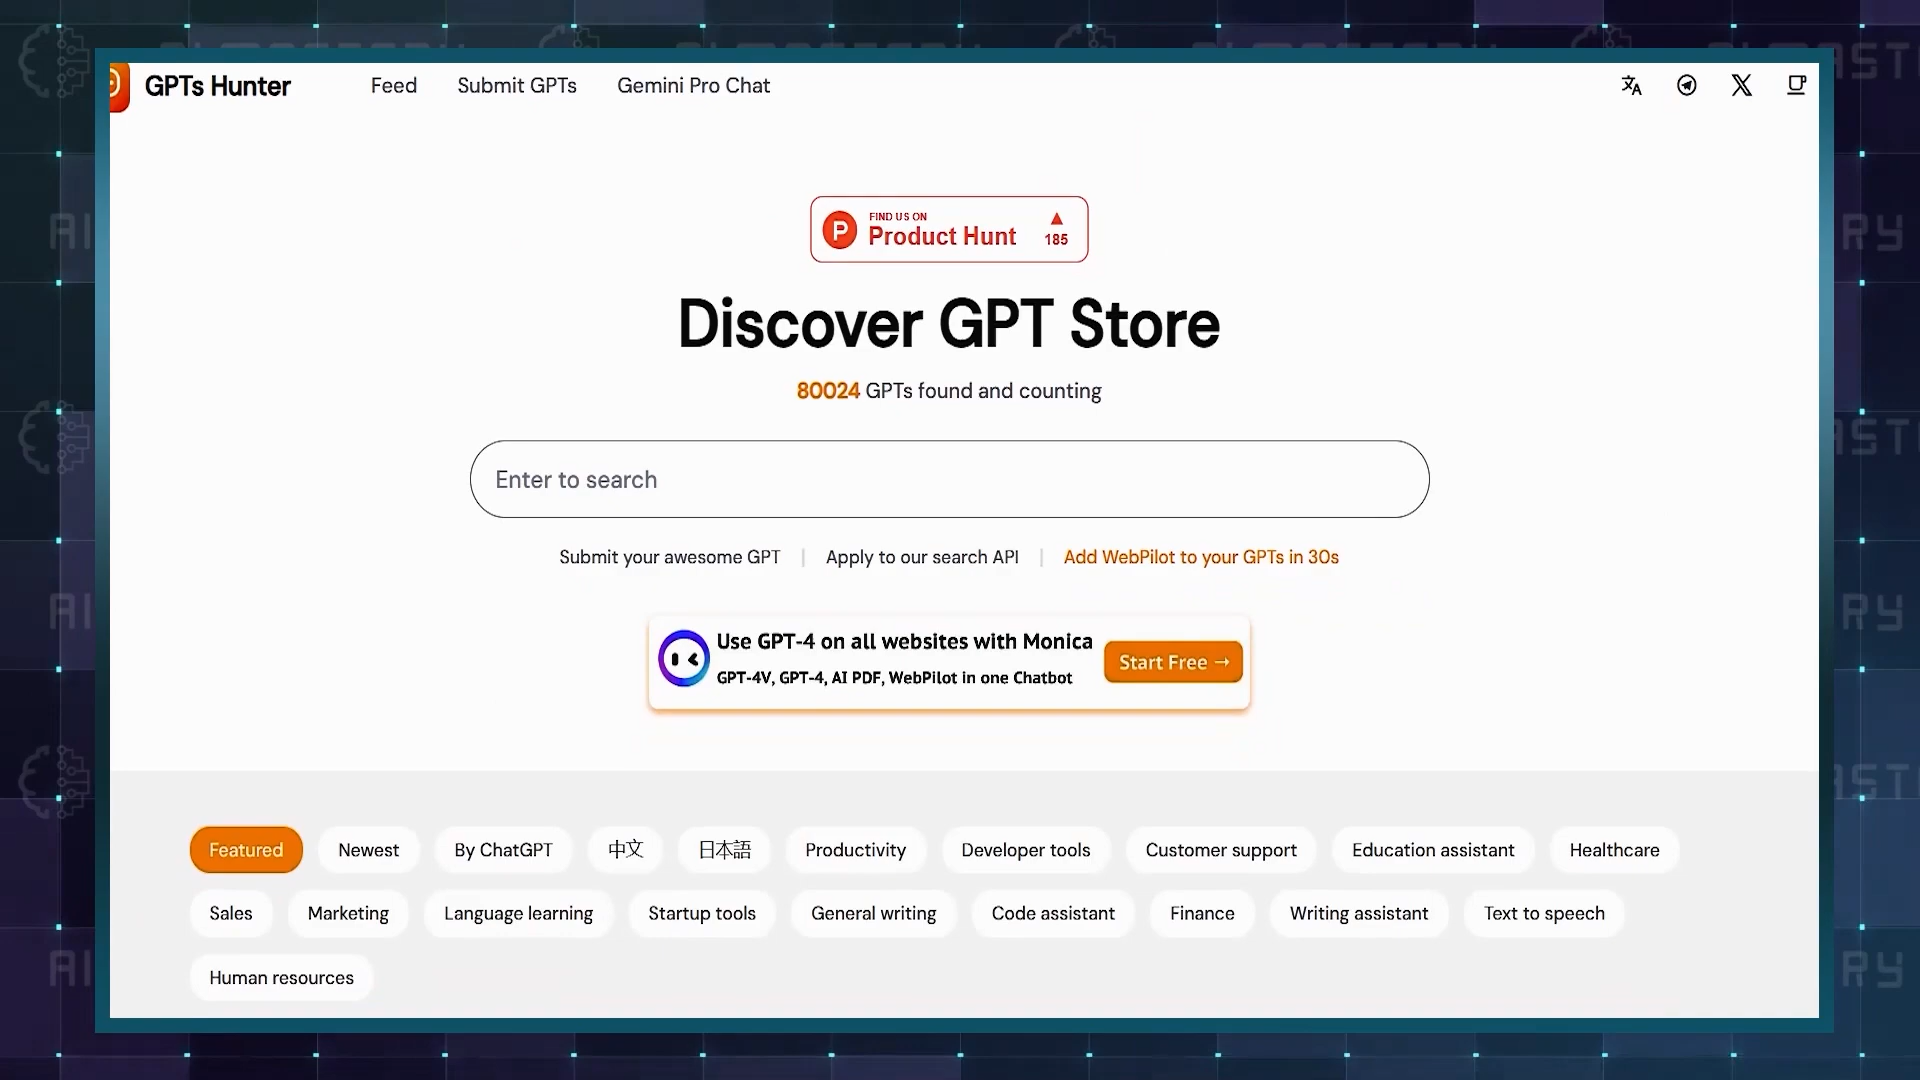 GPTs Hunter Feed Submit GPTs Gemini Pro Chat
FIND US ON
Product Hunt
185
Discover GPT Store
80024 GPTs found and counting
Enter to search
Submit your awesome GPT | Apply to our search API | Add WebPilot to your GPTs in 30s
Use GPT-4 on all websites with Monica
GPT-4V, GPT-4, AI PDF, WebPilot in one Chatbot
Start Free →
Featured Newest By ChatGPT 中文 日本語 Productivity Developer tools Customer support Education assistant Healthcare
Sales Marketing Language learning Startup tools General writing Code assistant Finance Writing assistant Text to speech
Human resources